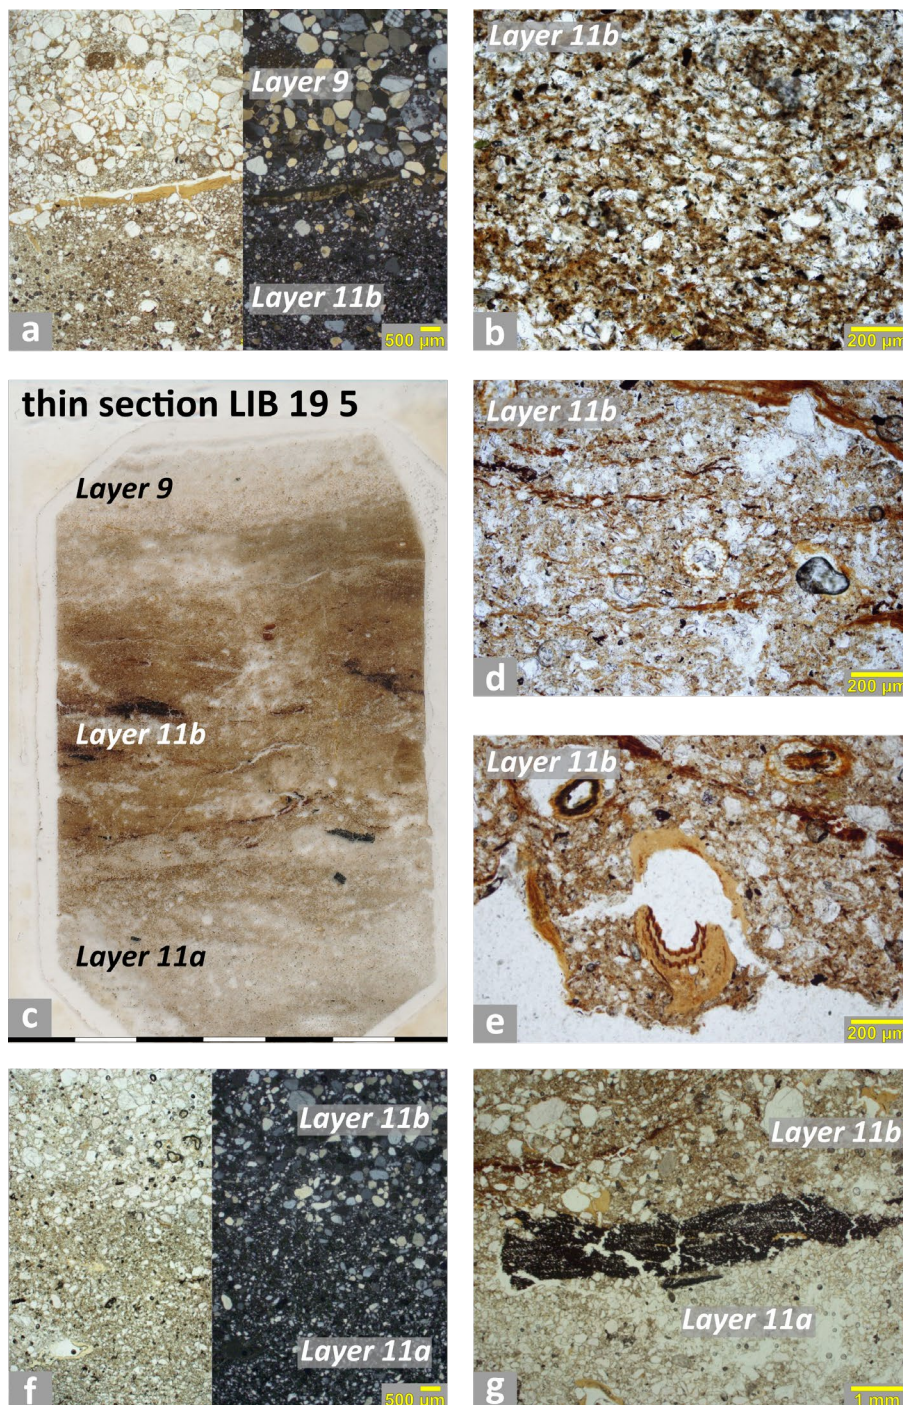 Layer 9
Layer 11b
a
500 µm
Layer 11b
b
200 µm
thin section LIB 19 5
Layer 9
Layer 11b
Layer 11a
c
Layer 11b
d
200 µm
Layer 11b
e
200 µm
Layer 11b
Layer 11a
f
500 µm
Layer 11b
Layer 11a
g
1 mm